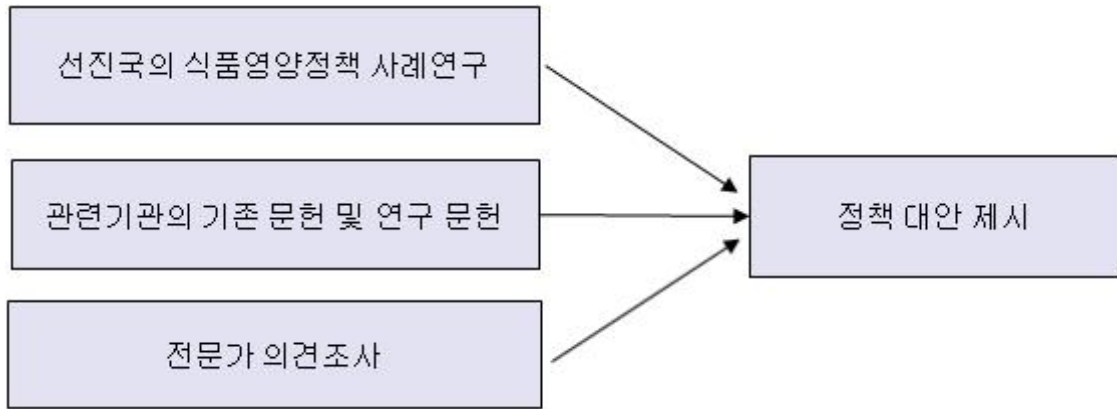 선진국의 식품영양정책 사례연구
관련기관의 기존 문헌 및 연구 문헌
정책 대안 제시
전문가 의견조사